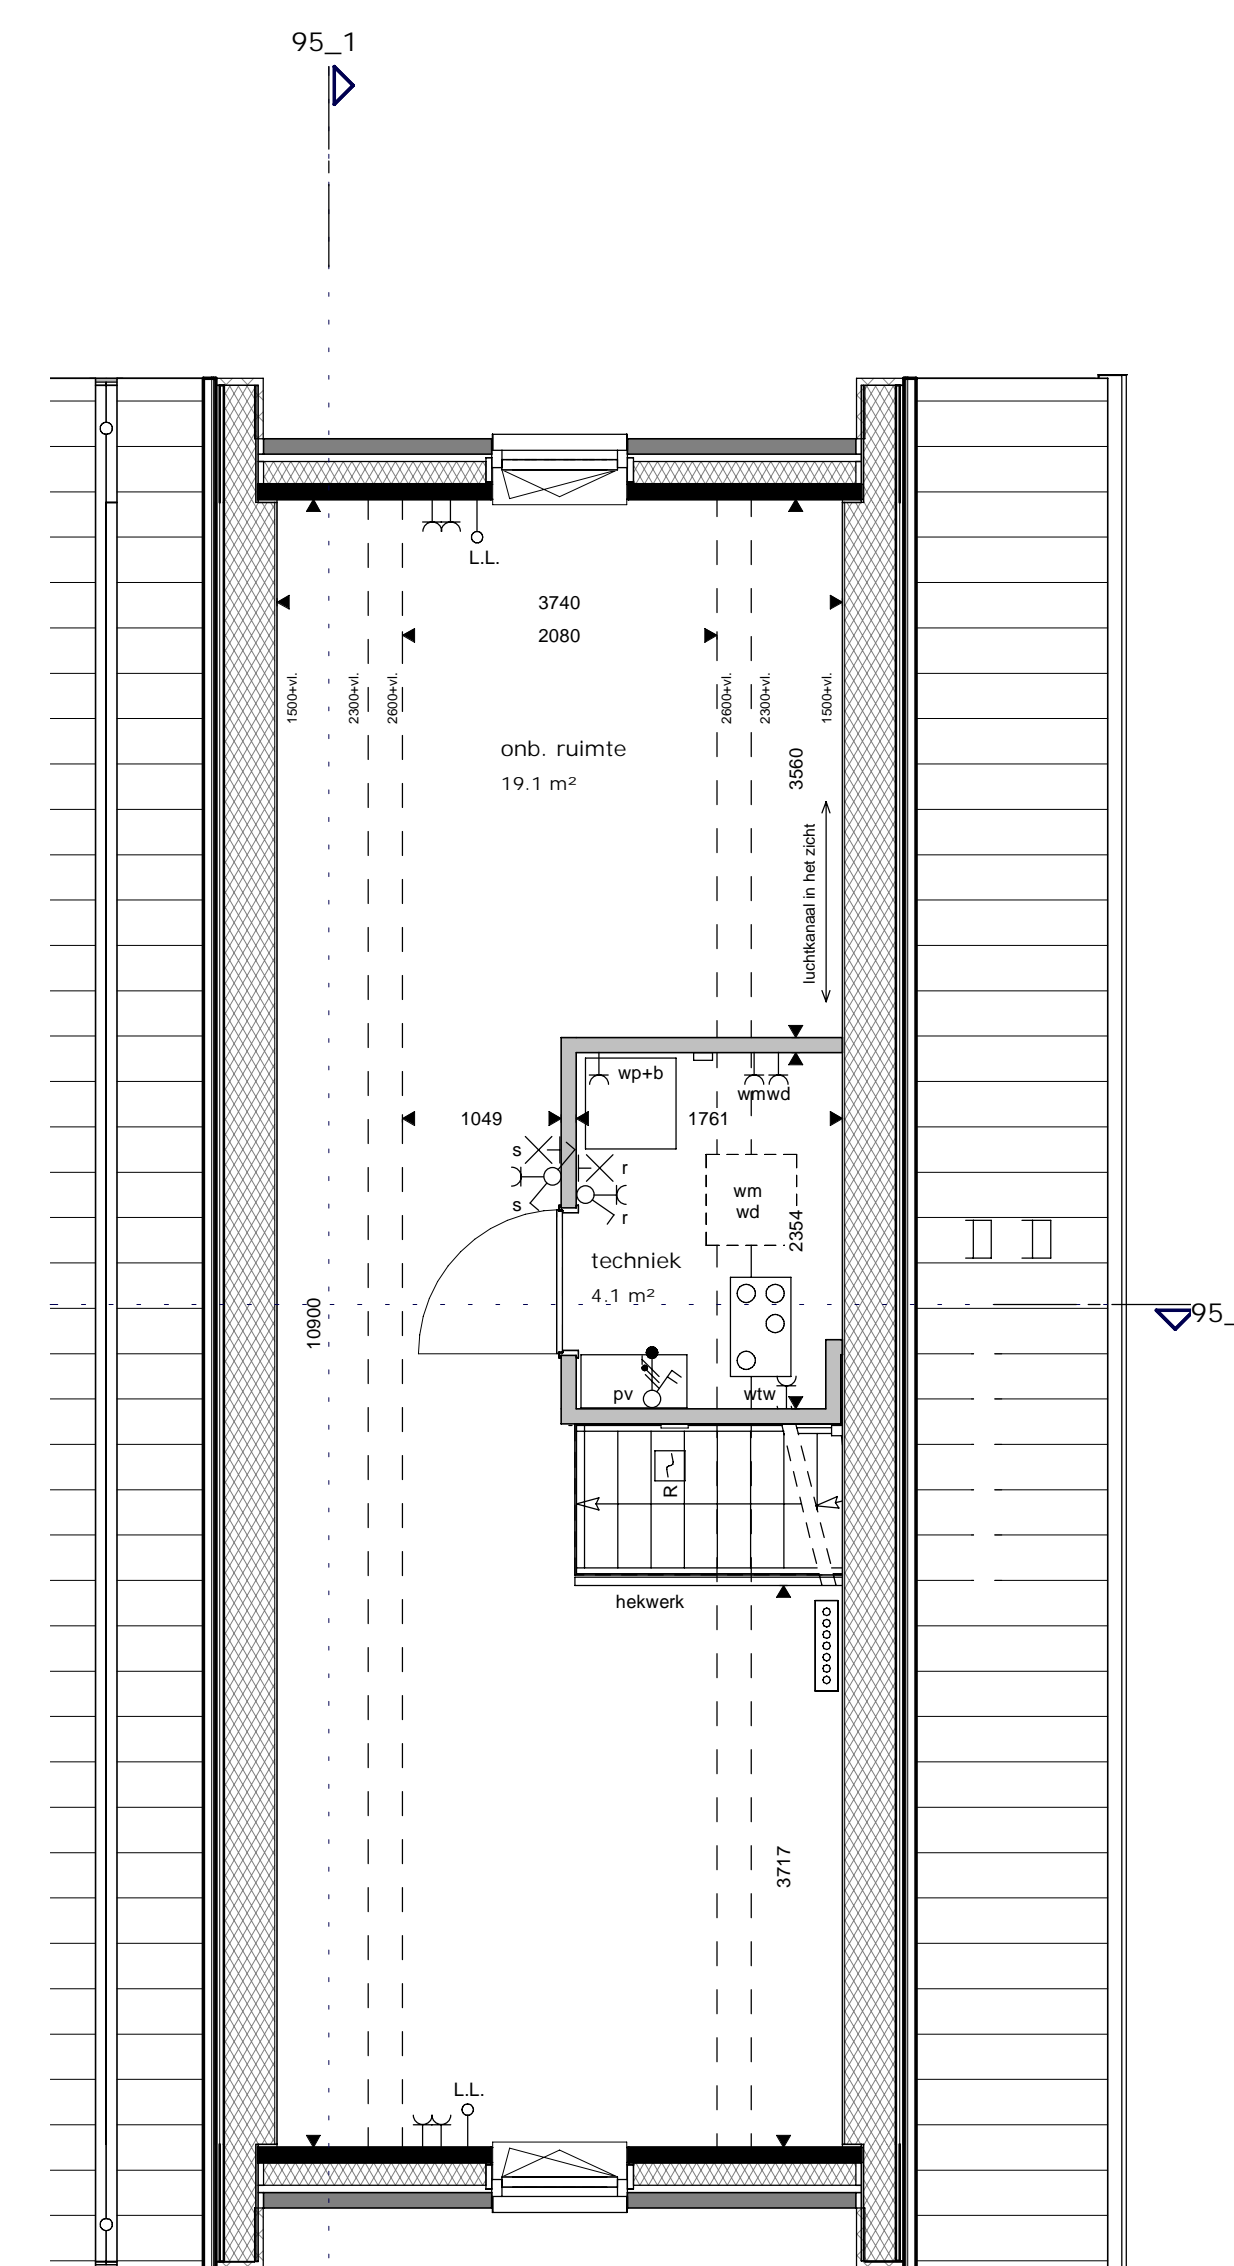 95_1
L.L.
3740
2080
1500+vl.
2300+vl.
2600+vl.
2600+vl.
2300+vl.
1500+vl.
onb. ruimte
19.1 m²
3560
luchtkanaal in het zicht
wp+b
wmwd
1049
1761
s
r
s
r
wm
wd
2354
techniek
4.1 m²
10900
95_
pv
wtw
R
hekwerk
3717
L.L.